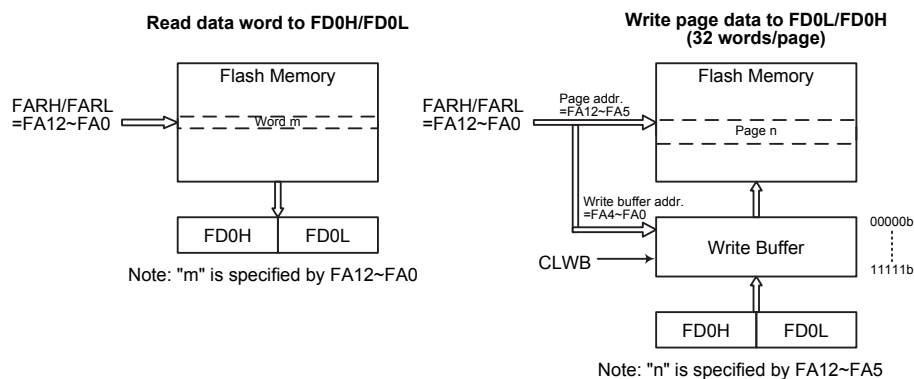 Read data word to FD0H/FD0L
Flash Memory
FARH/FARL
=FA12~FA0
Word m
FD0H
FD0L
Note: "m" is specified by FA12~FA0
Write page data to FD0L/FD0H
(32 words/page)
Flash Memory
FARH/FARL
=FA12~FA0
Page addr.
=FA12~FA5
Page n
Write buffer addr.
=FA4~FA0
Write Buffer
00000b
11111b
CLWB
FD0H
FD0L
Note: "n" is specified by FA12~FA5